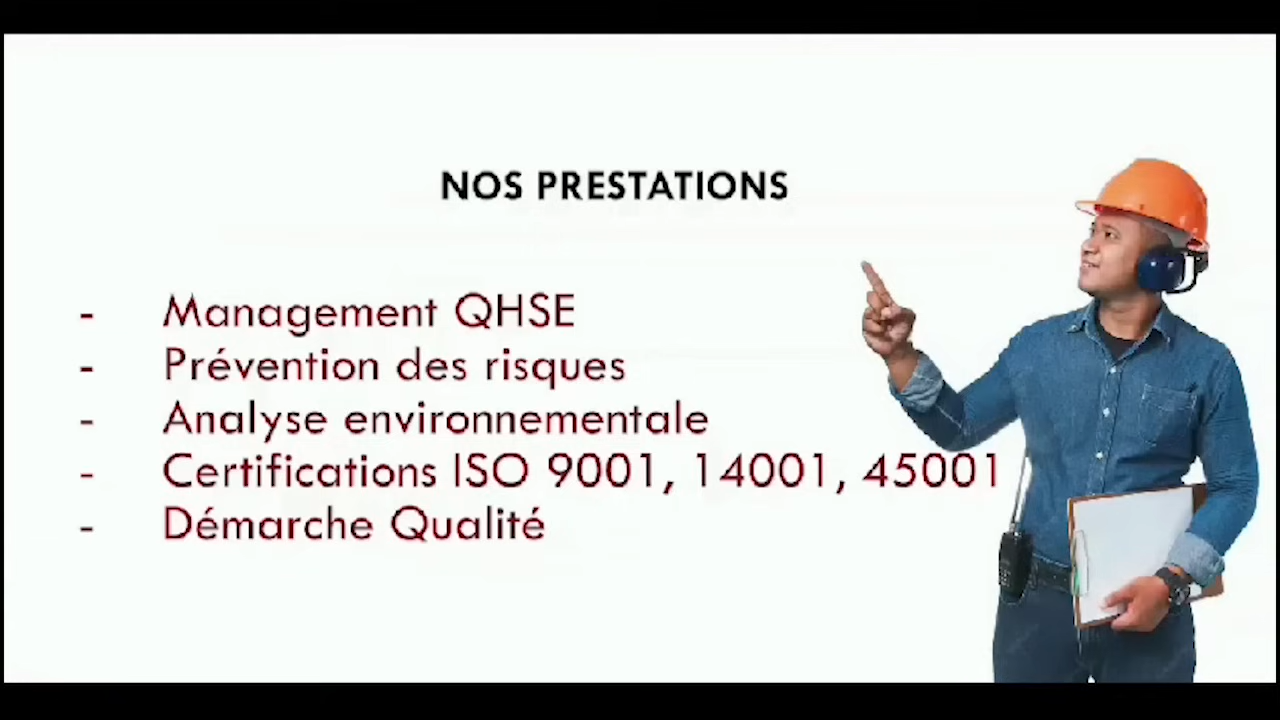 NOS PRESTATIONS
- Management QHSE
- Prévention des risques
- Analyse environnementale
- Certifications ISO 9001, 14001, 45001
- Démarche Qualité